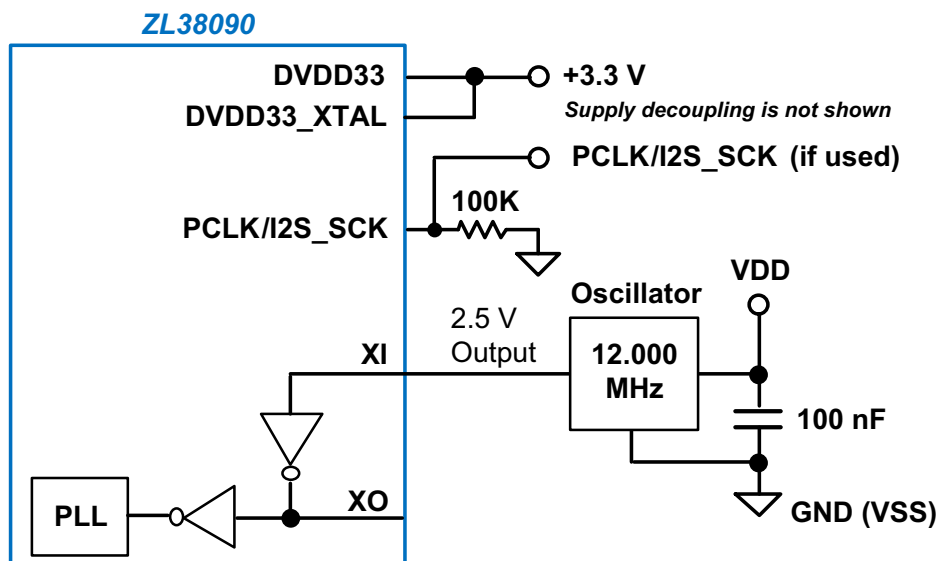 ZL38090
DVDD33
+3.3 V
DVDD33_XTAL
Supply decoupling is not shown
PCLK/I2S_SCK (if used)
100K
PCLK/I2S_SCK
VDD
Oscillator
2.5 V
Output
XI
12.000
MHz
100 nF
PLL
XO
GND (VSS)